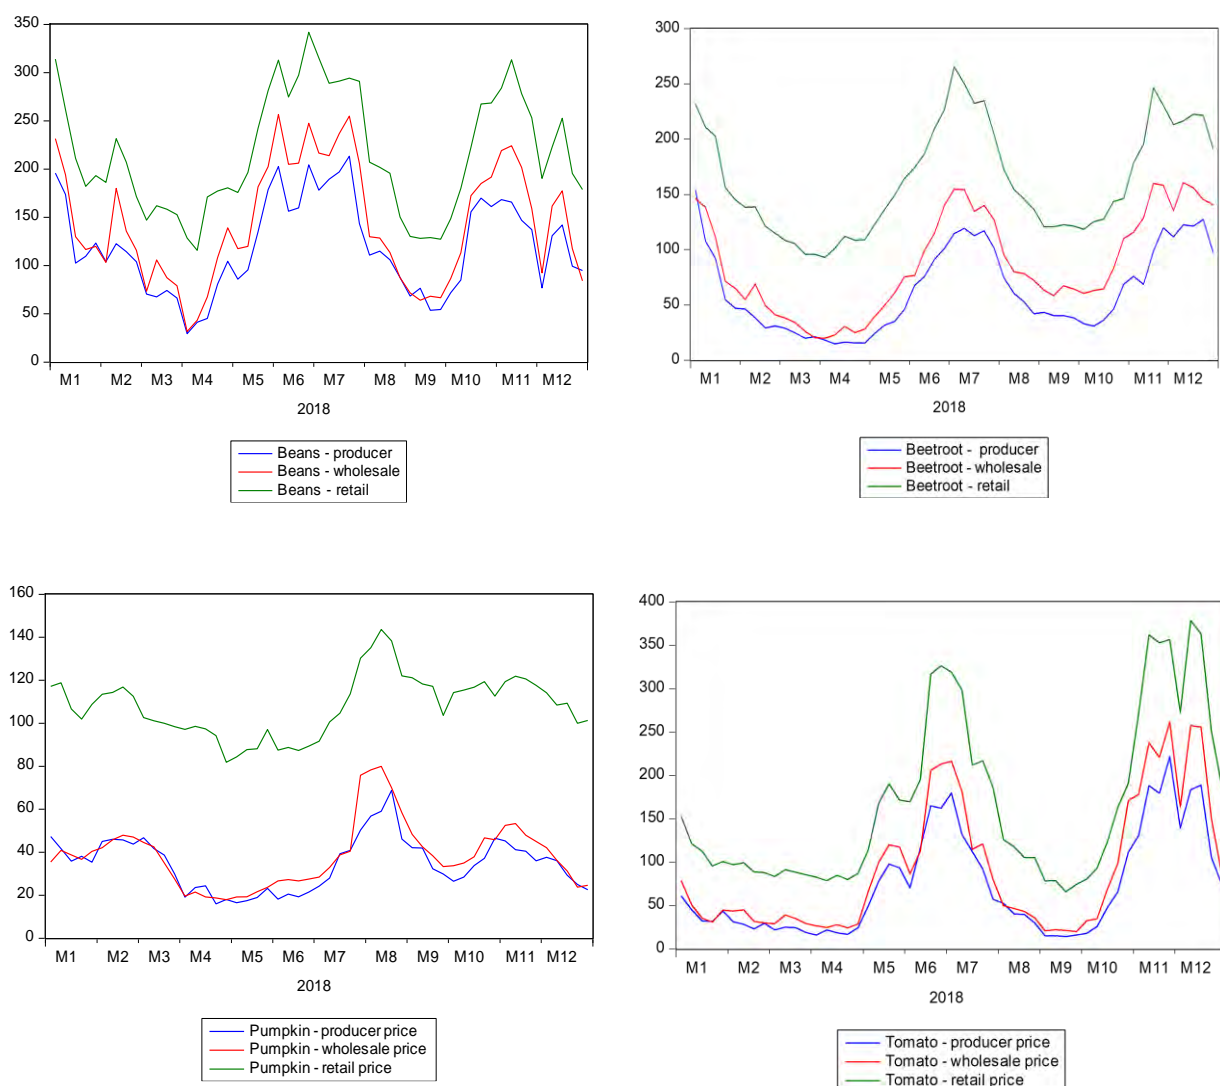 350
300
250
200
150
100
50
0
M1 M2 M3 M4 M5 M6 M7 M8 M9 M10 M11 M12
2018
Beans - producer
Beans - wholesale
Beans - retail
300
250
200
150
100
50
0
M1 M2 M3 M4 M5 M6 M7 M8 M9 M10 M11 M12
2018
Beetroot - producer
Beetroot - wholesale
Beetroot - retail
160
140
120
100
80
60
40
20
0
M1 M2 M3 M4 M5 M6 M7 M8 M9 M10 M11 M12
2018
Pumpkin - producer price
Pumpkin - wholesale price
Pumpkin - retail price
400
350
300
250
200
150
100
50
0
M1 M2 M3 M4 M5 M6 M7 M8 M9 M10 M11 M12
2018
Tomato - producer price
Tomato - wholesale price
Tomato - retail price